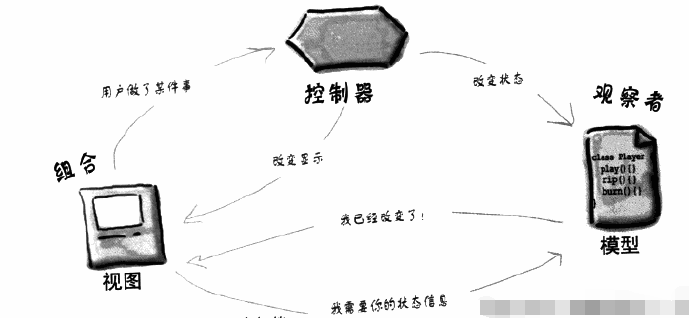 用户做了某件事
控制器
改变状态
观察者
组合
改变显示
class Player
play(){}
rip(){}
burn(){}
}
我已经改变了!
视图
模型
我需要你的状态信息